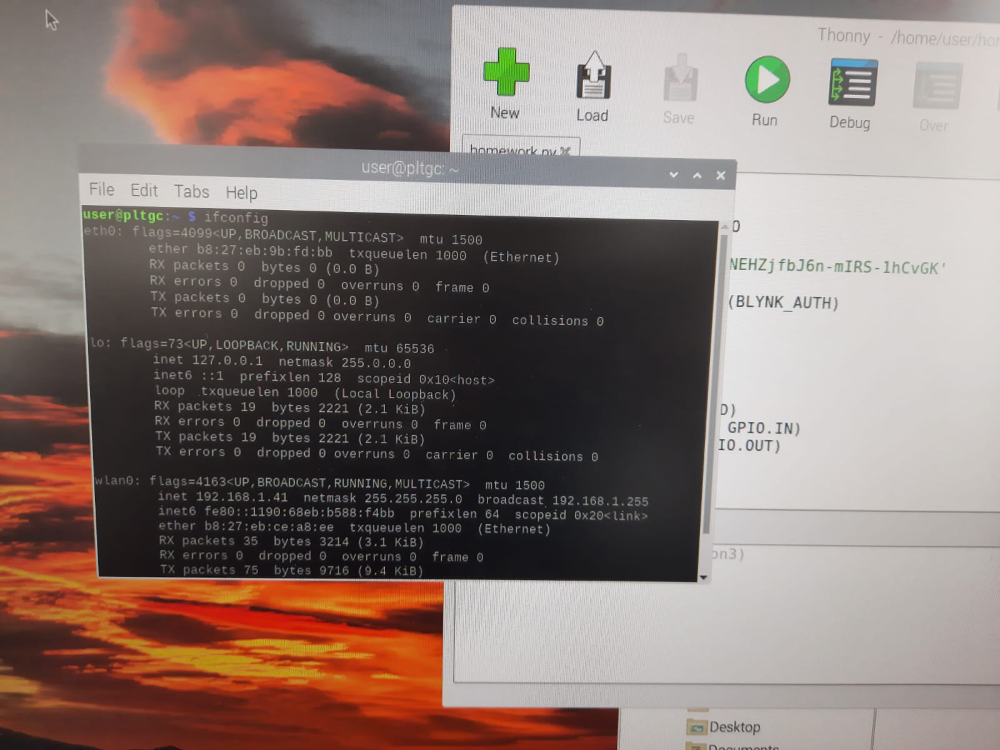 Thonny - /home/user/hor
New Load Save Run Debug Over
homework.py
user@pltgc: ~
File Edit Tabs Help
user@pltgc:~ $ ifconfig
eth0: flags=4099<UP,BROADCAST,MULTICAST> mtu 1500
ether b8:27:eb:9b:fd:bb txqueuelen 1000 (Ethernet)
RX packets 0 bytes 0 (0.0 B)
RX errors 0 dropped 0 overruns 0 frame 0
TX packets 0 bytes 0 (0.0 B)
TX errors 0 dropped 0 overruns 0 carrier 0 collisions 0
lo: flags=73<UP,LOOPBACK,RUNNING> mtu 65536
inet 127.0.0.1 netmask 255.0.0.0
inet6 ::1 prefixlen 128 scopeid 0x10<host>
loop txqueuelen 1000 (Local Loopback)
RX packets 19 bytes 2221 (2.1 KiB)
RX errors 0 dropped 0 overruns 0 frame 0
TX packets 19 bytes 2221 (2.1 KiB)
TX errors 0 dropped 0 overruns 0 carrier 0 collisions 0
wlan0: flags=4163<UP,BROADCAST,RUNNING,MULTICAST> mtu 1500
inet 192.168.1.41 netmask 255.255.255.0 broadcast 192.168.1.255
inet6 fe80::1190:68eb:b588:f4bb prefixlen 64 scopeid 0x20<link>
ether b8:27:eb:ce:a8:ee txqueuelen 1000 (Ethernet)
RX packets 35 bytes 3214 (3.1 KiB)
RX errors 0 dropped 0 overruns 0 frame 0
TX packets 75 bytes 9716 (9.4 KiB)
O
NEHZjfbJ6n-mIRS-1hCvGK'
(BLYNK_AUTH)
D)
GPIO.IN)
IO.OUT)
on3)
Desktop
Documents